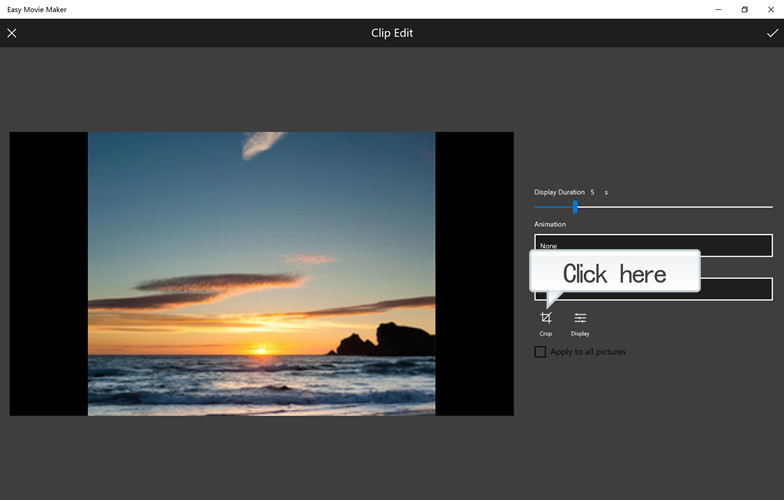 Easy Movie Maker
Clip Edit
Display Duration 5 s
Animation
None
Click here
Crop Display
Apply to all pictures